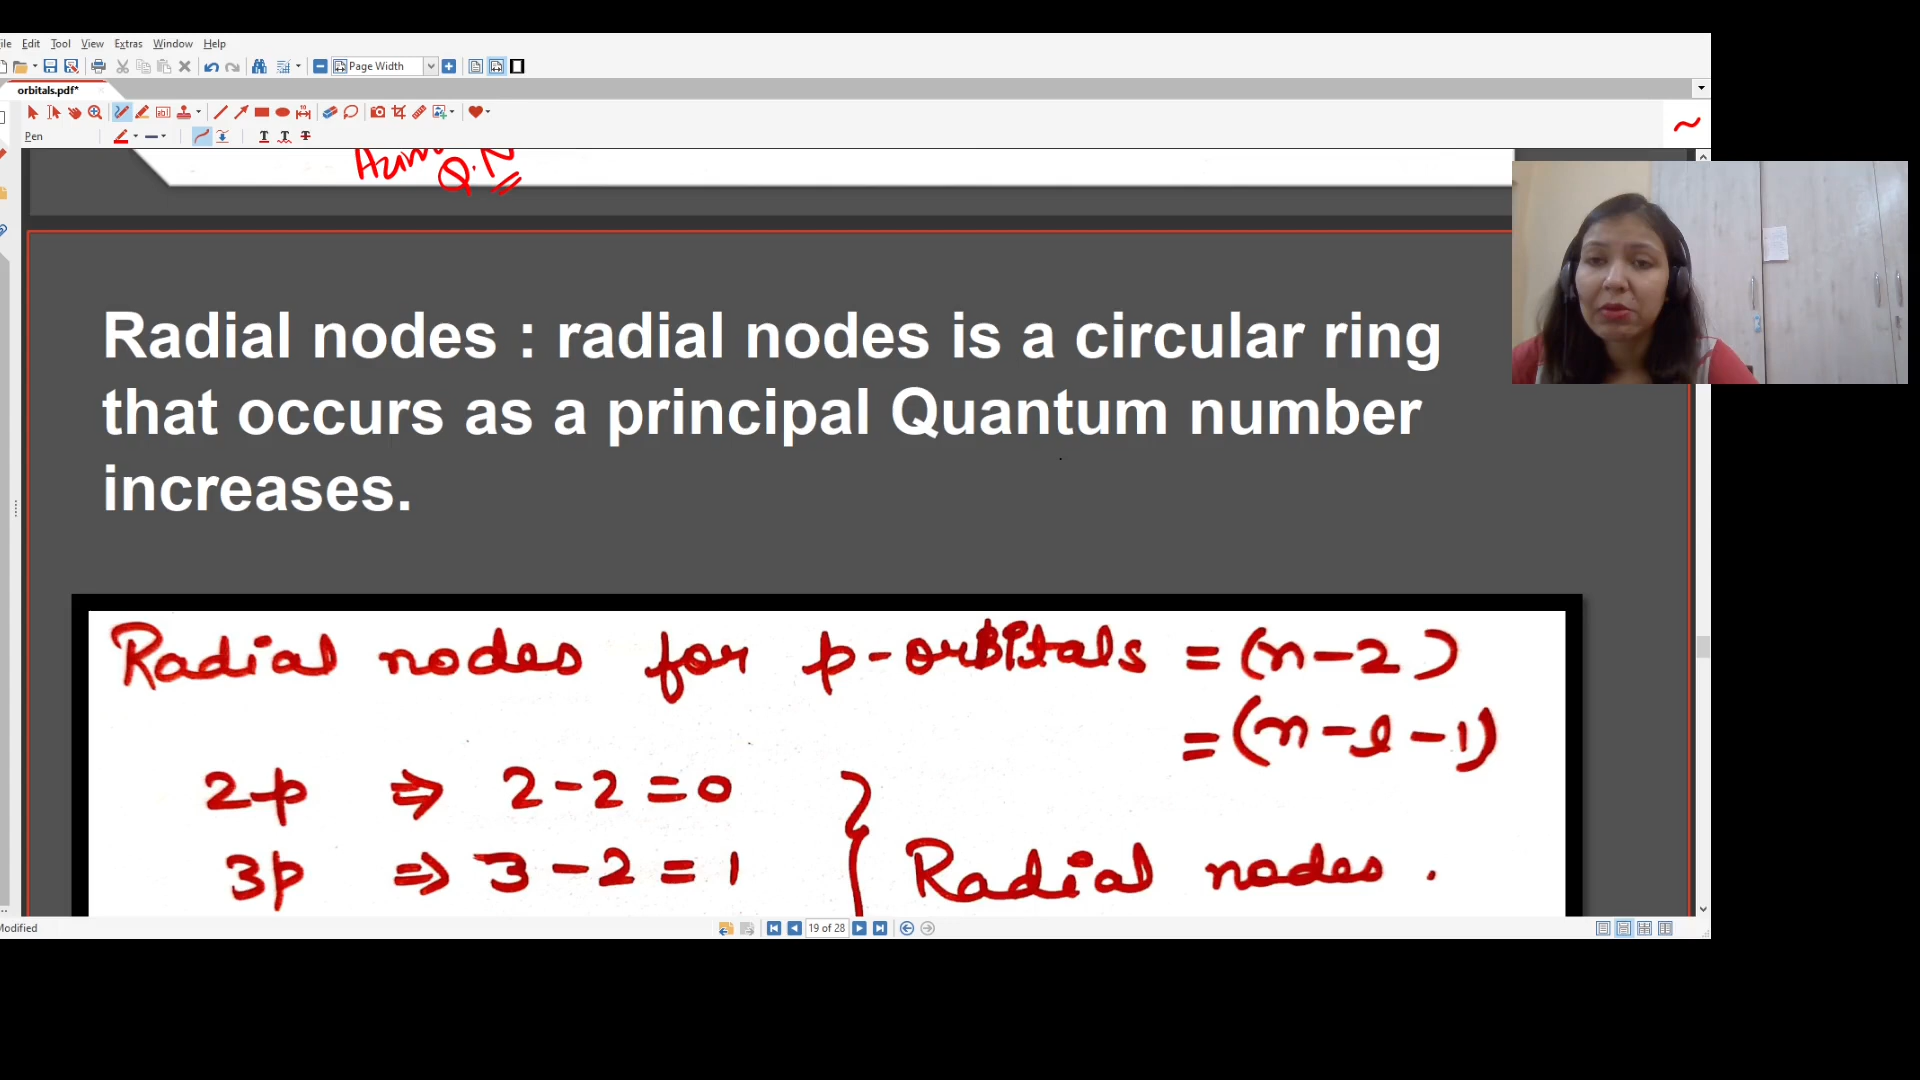 ile Edit Tool View Extras Window Help
Page Width
orbitals.pdf*
Pen
Q.N
Radial nodes : radial nodes is a circular ring
that occurs as a principal Quantum number
increases.
Radial nodes for p-orbitals = (n-2)
= (n-l-1)
2p ⇒ 2-2=0
3p ⇒ 3-2=1
Radial nodes.
Modified
19 of 28